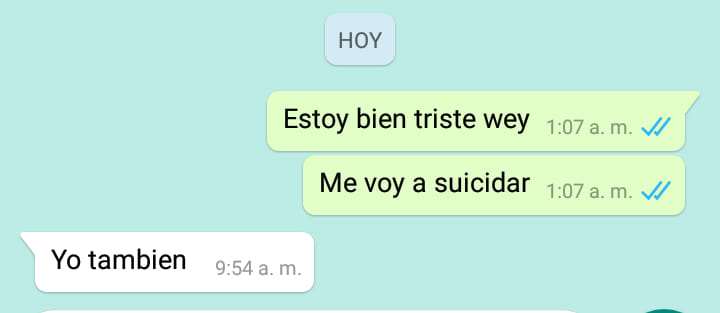 HOY
Estoy bien triste wey 1:07 a. m.
Me voy a suicidar 1:07 a. m.
Yo tambien 9:54 a. m.